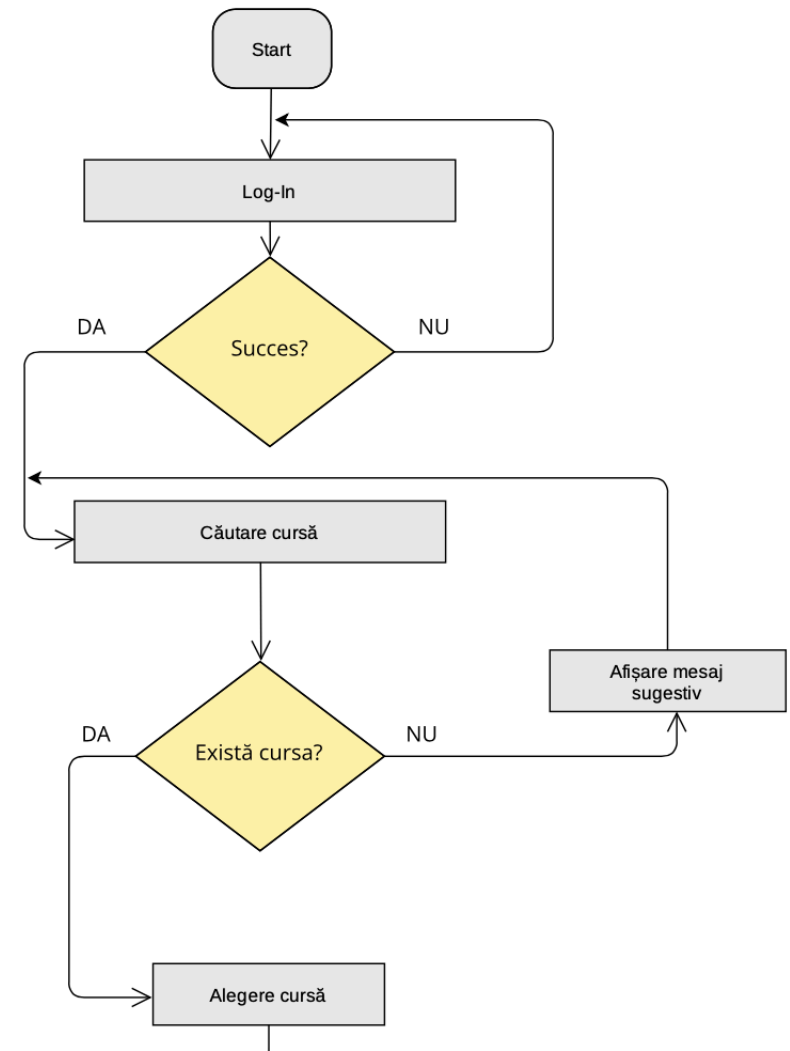 Start
Log-In
DA
NU
Succes?
Căutare cursă
Afișare mesaj
sugestiv
DA
NU
Există cursa?
Alegere cursă